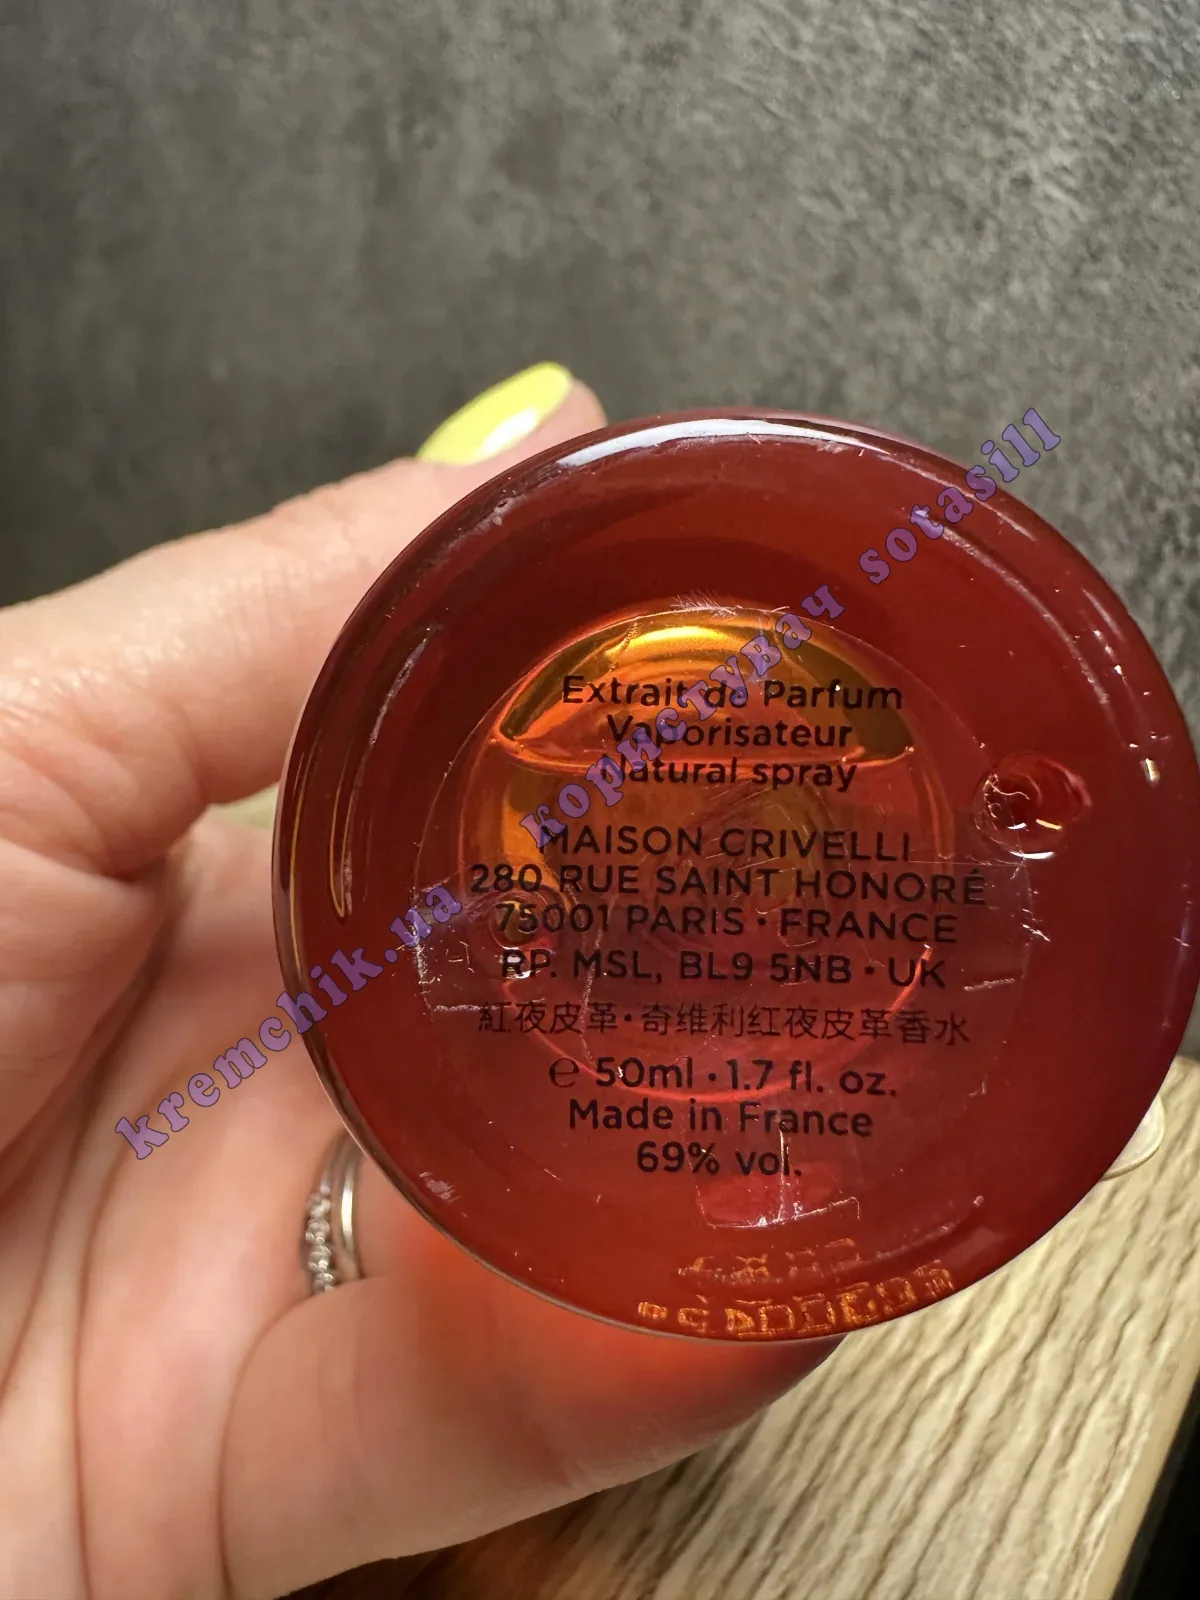 Extrait de Parfum
Vaporisateur
Natural spray
MAISON CRIVELLI
280 RUE SAINT HONORÉ
75001 PARIS • FRANCE
RP. MSL, BL9 5NB • UK
紅夜皮革•奇维利红夜皮革香水
℮ 50ml • 1.7 fl. oz.
Made in France
69% vol.
kremchik.ua користувач sotasill